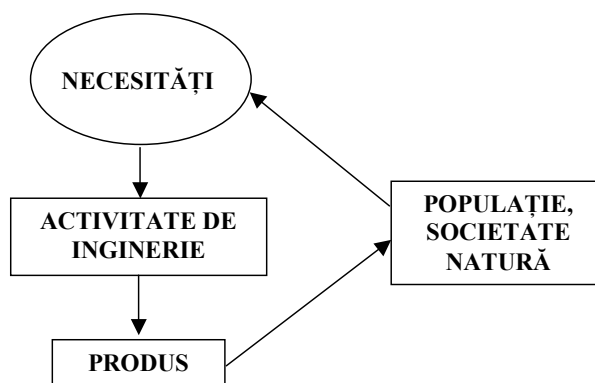 NECESITĂȚI
ACTIVITATE DE
INGINERIE
PRODUS
POPULAȚIE,
SOCIETATE
NATURĂ